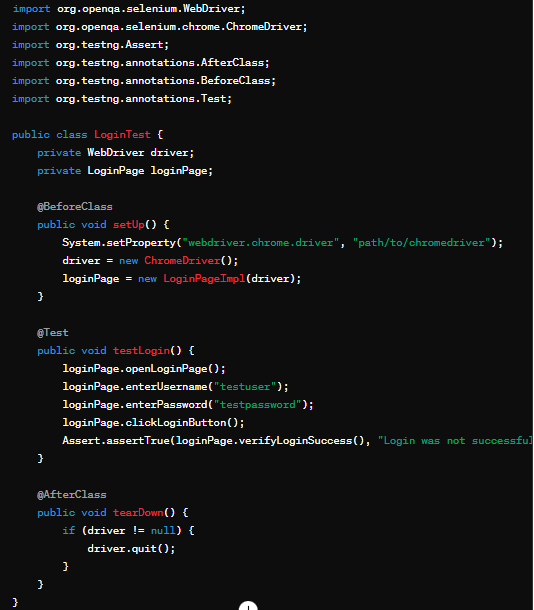 import org.openqa.selenium.WebDriver;
import org.openqa.selenium.chrome.ChromeDriver;
import org.testng.Assert;
import org.testng.annotations.AfterClass;
import org.testng.annotations.BeforeClass;
import org.testng.annotations.Test;

public class LoginTest {
    private WebDriver driver;
    private LoginPage loginPage;

    @BeforeClass
    public void setUp() {
        System.setProperty("webdriver.chrome.driver", "path/to/chromedriver");
        driver = new ChromeDriver();
        loginPage = new LoginPageImpl(driver);
    }

    @Test
    public void testLogin() {
        loginPage.openLoginPage();
        loginPage.enterUsername("testuser");
        loginPage.enterPassword("testpassword");
        loginPage.clickLoginButton();
        Assert.assertTrue(loginPage.verifyLoginSuccess(), "Login was not successful
    }

    @AfterClass
    public void tearDown() {
        if (driver != null) {
            driver.quit();
        }
    }
}